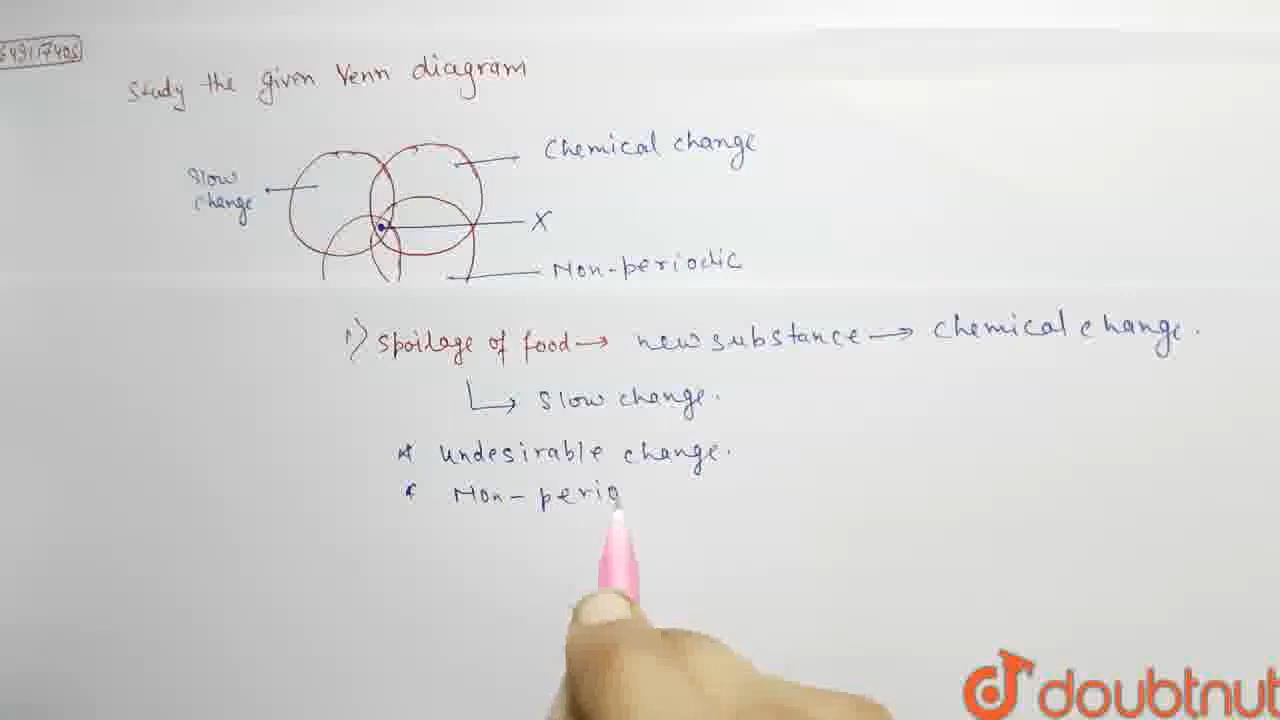 Study the given Venn diagram
Chemical change
Slow
change
X
Non-periodic
1) Spoilage of food → new substance → chemical change.
↳ Slow change.
* undesirable change.
* Non-perio
doubtnut